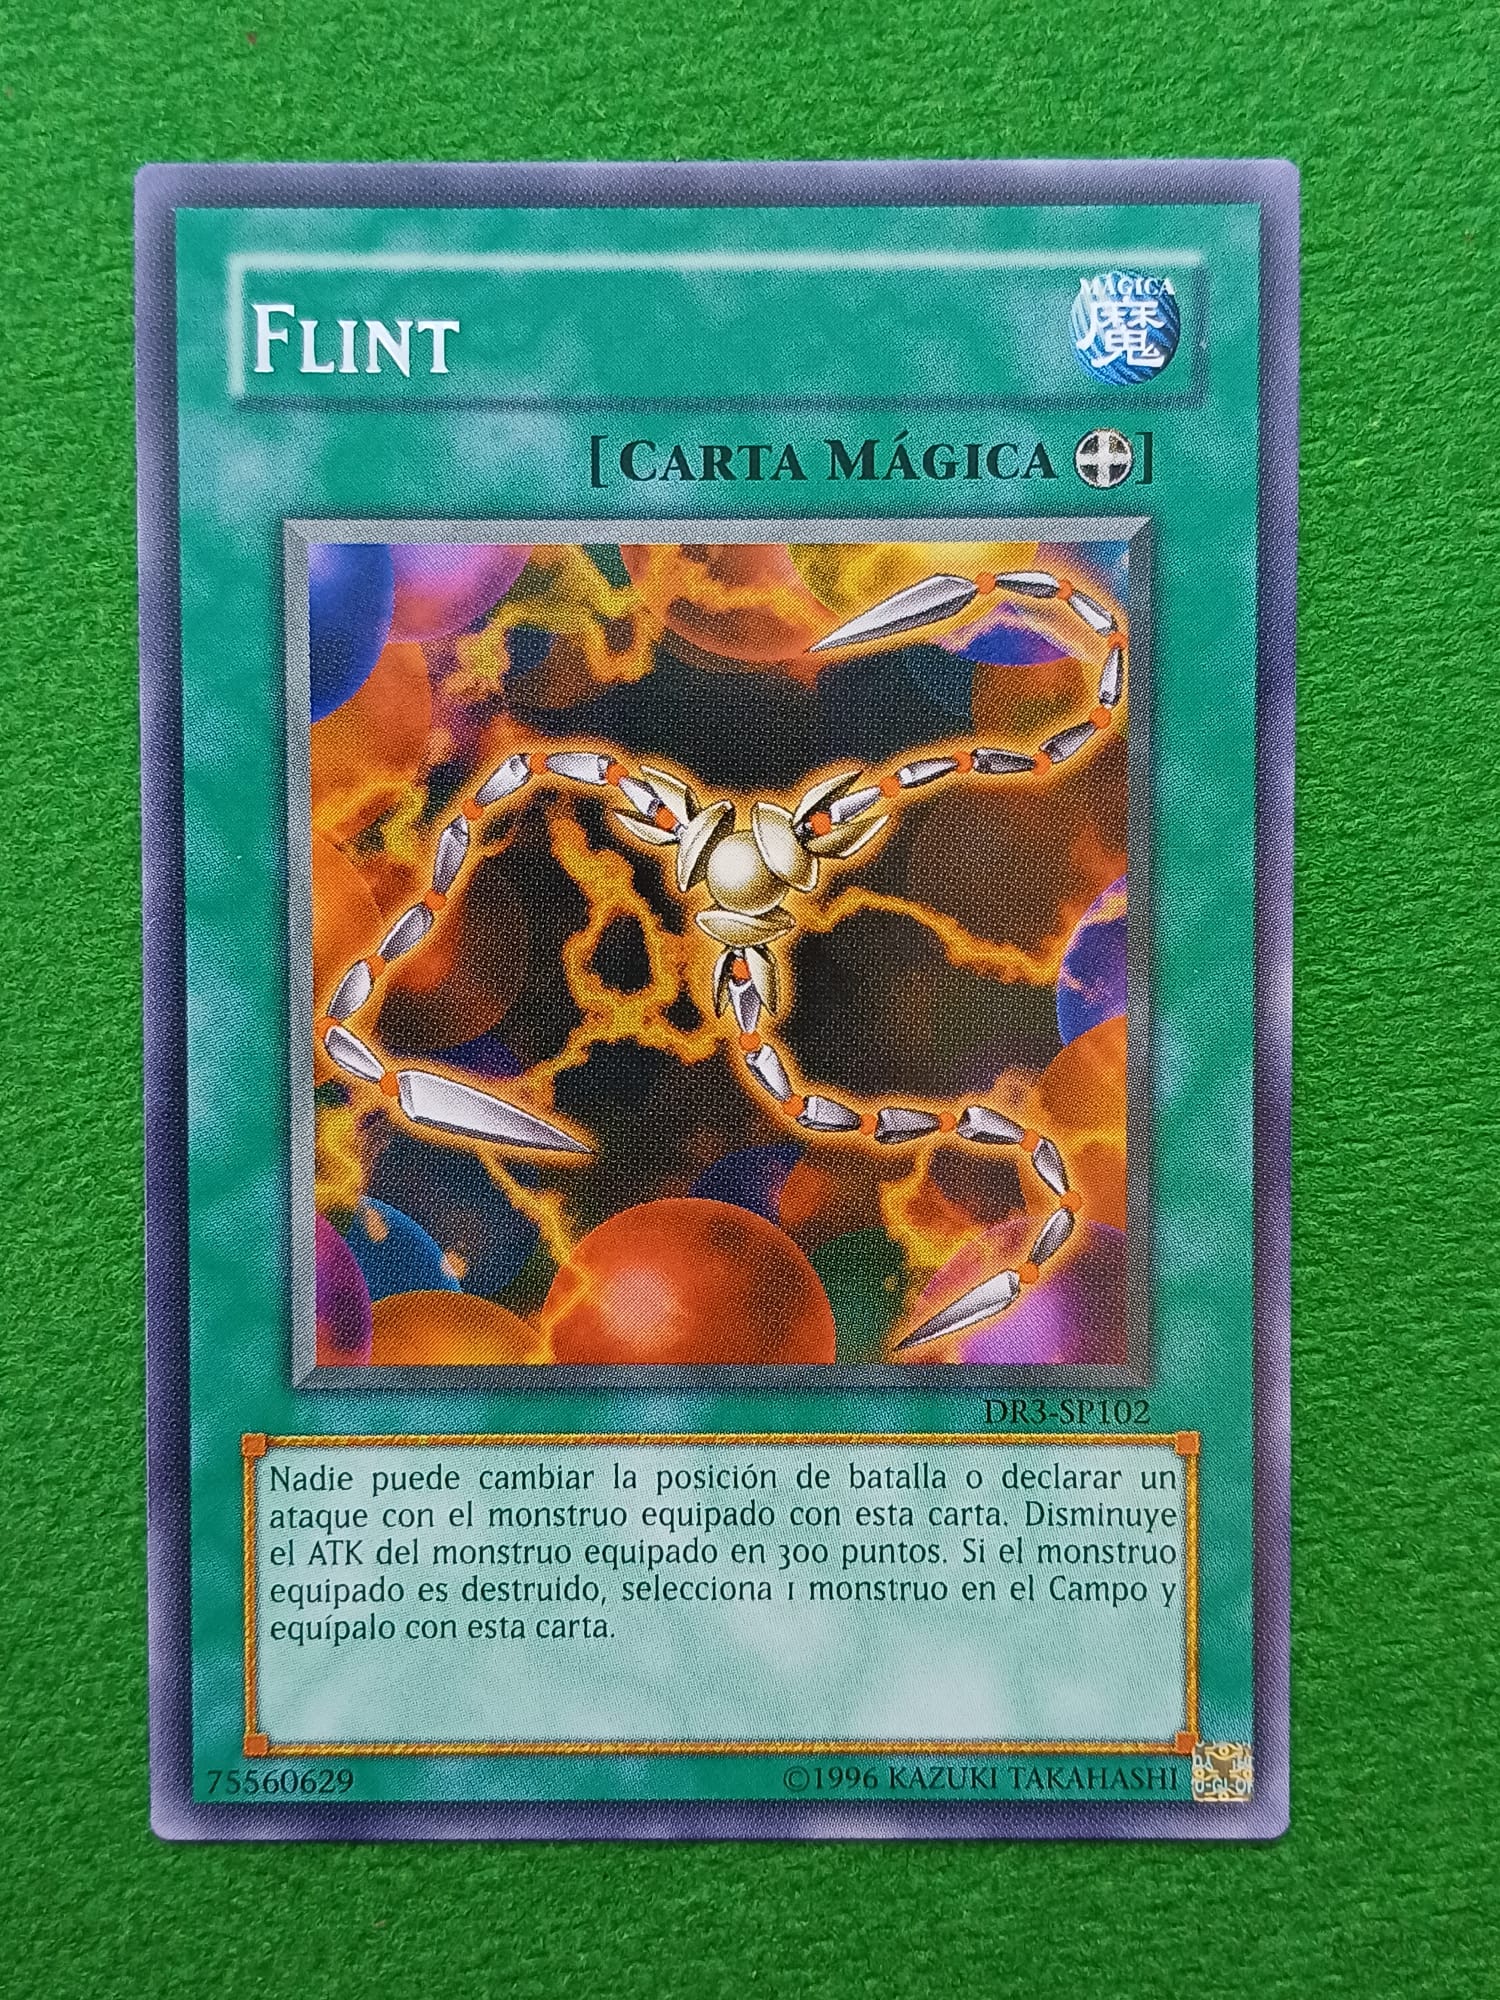 FLINT
MÁGICA
魔
[CARTA MÁGICA]
DR3-SP102
Nadie puede cambiar la posición de batalla o declarar un
ataque con el monstruo equipado con esta carta. Disminuye
el ATK del monstruo equipado en 300 puntos. Si el monstruo
equipado es destruido, selecciona 1 monstruo en el Campo y
equípalo con esta carta.
75560629
©1996 KAZUKI TAKAHASHI